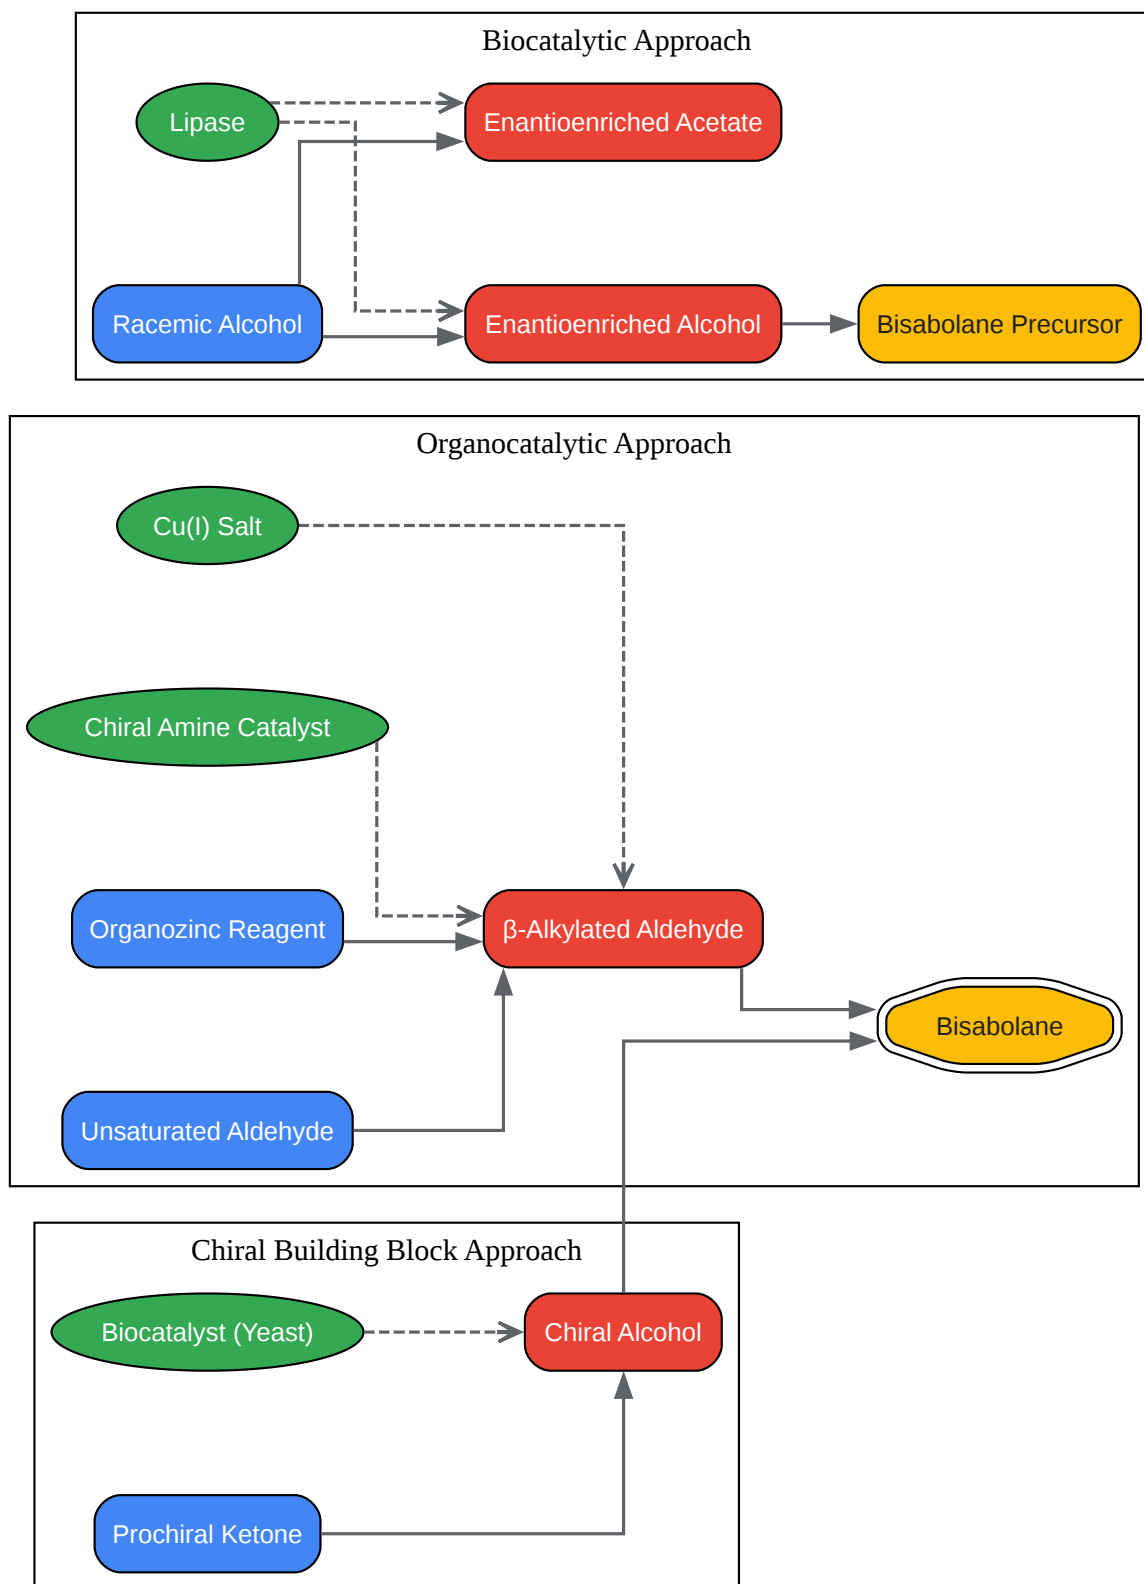 Biocatalytic Approach
Lipase
Enantioenriched Acetate
Racemic Alcohol
Enantioenriched Alcohol
Bisabolane Precursor
Organocatalytic Approach
Cu(I) Salt
Chiral Amine Catalyst
Organozinc Reagent
β-Alkylated Aldehyde
Bisabolane
Unsaturated Aldehyde
Chiral Building Block Approach
Biocatalyst (Yeast)
Chiral Alcohol
Prochiral Ketone